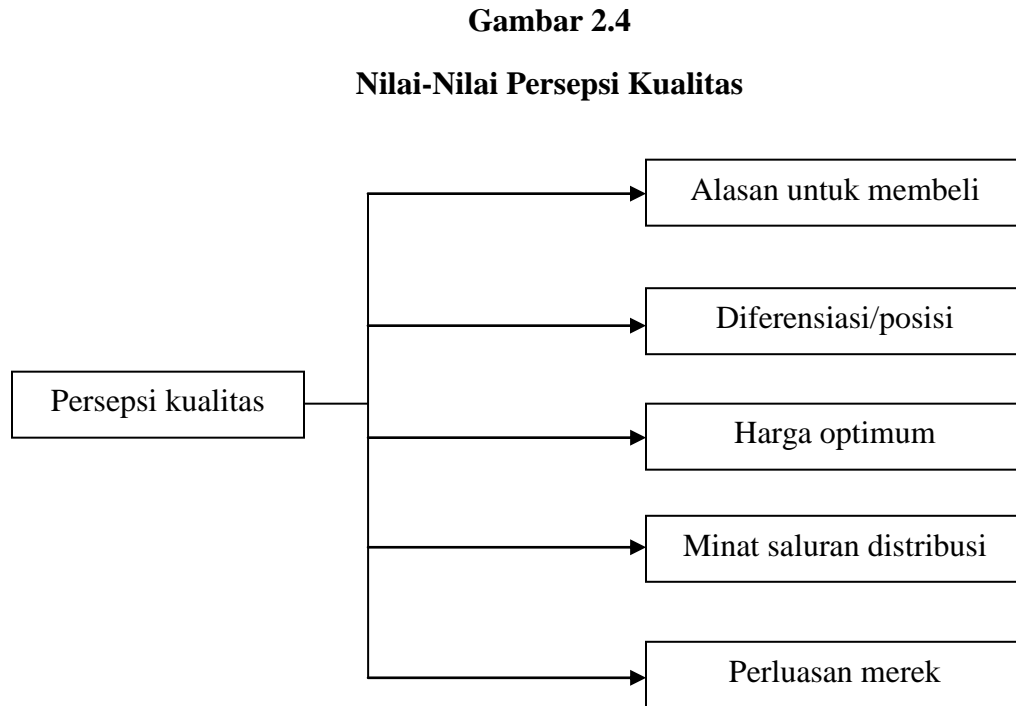 Gambar 2.4
Nilai-Nilai Persepsi Kualitas
Alasan untuk membeli
Diferensiasi/posisi
Persepsi kualitas
Harga optimum
Minat saluran distribusi
Perluasan merek